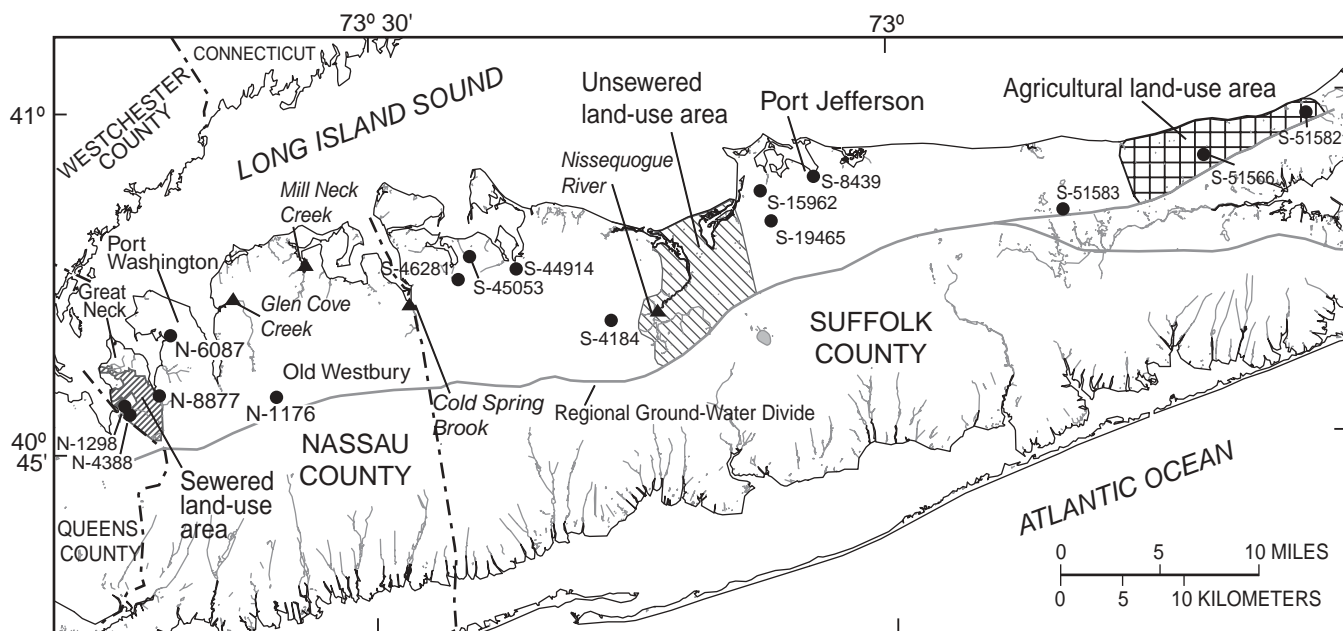 73º 30'
73º
CONNECTICUT
WESTCHESTER
COUNTY
41º
LONG ISLAND SOUND
Unsewered
land-use area
Port Jefferson
Agricultural land-use area
S-51582
S-51566
Nissequogue
River
S-8439
S-15962
S-19465
S-51583
Mill Neck
Creek
Port
Washington
S-46281
S-44914
S-45053
Great
Neck
Glen Cove
Creek
N-6087
S-4184
SUFFOLK
COUNTY
Old Westbury
N-8877
N-1176
Cold Spring
Brook
Regional Ground-Water Divide
N-1298
N-4388
40º
45'
NASSAU
COUNTY
Sewered
land-use
area
QUEENS
COUNTY
ATLANTIC OCEAN
0 5 10 MILES
0 5 10 KILOMETERS